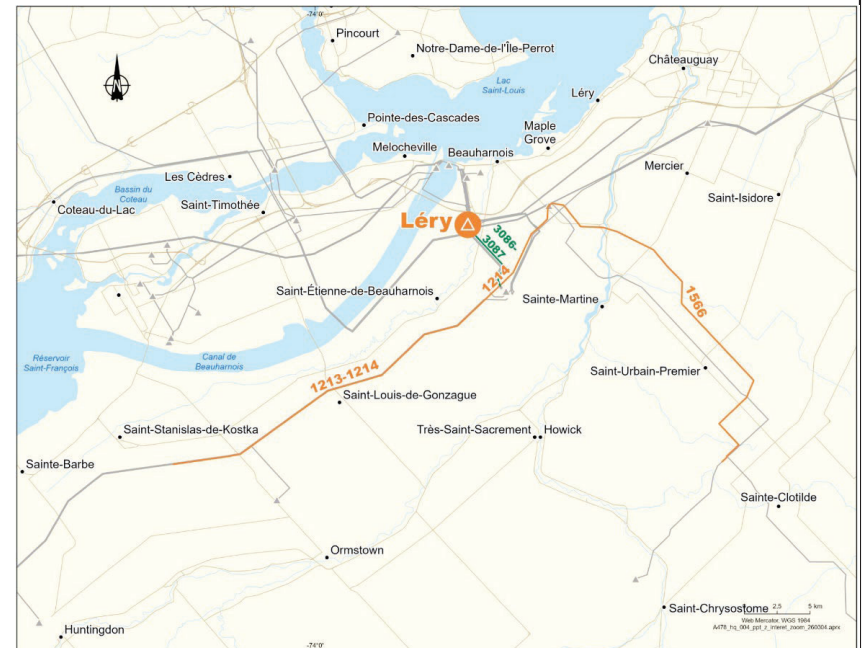 -74°0'
Pincourt
Notre-Dame-de-l'Île-Perrot
Châteauguay
Lac
Saint-Louis
Léry
Pointe-des-Cascades
Maple
Grove
Melocheville
Beauharnois
Les Cèdres
Mercier
Bassin du
Coteau
Saint-Isidore
Coteau-du-Lac
Saint-Timothée
Léry
3086-
3087
1214
Saint-Étienne-de-Beauharnois
Sainte-Martine
1566
Réservoir
Saint-François
Canal de
Beauharnois
1213-1214
Saint-Urbain-Premier
Saint-Louis-de-Gonzague
Saint-Stanislas-de-Kostka
Très-Saint-Sacrement
Howick
Sainte-Barbe
Sainte-Clotilde
Ormstown
Saint-Chrysostome
2,5
5 km
Web Mercator, WGS 1984
Huntingdon
-74°0'